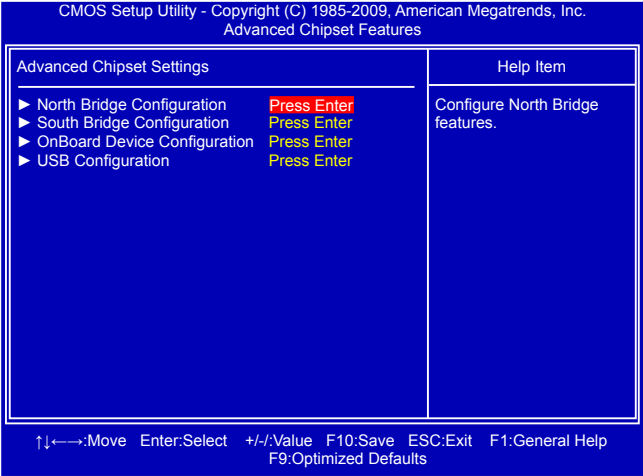 CMOS Setup Utility - Copyright (C) 1985-2009, American Megatrends, Inc.
Advanced Chipset Features
Advanced Chipset Settings
Help Item
► North Bridge Configuration Press Enter
► South Bridge Configuration Press Enter
► OnBoard Device Configuration Press Enter
► USB Configuration Press Enter
Configure North Bridge
features.
↑↓←→:Move Enter:Select +/-/:Value F10:Save ESC:Exit F1:General Help
F9:Optimized Defaults